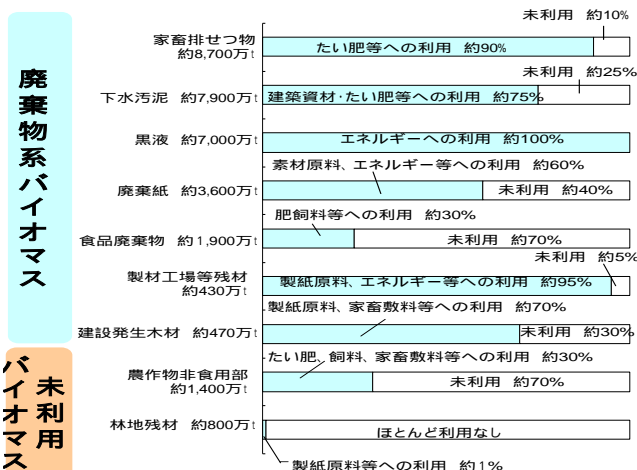 廃棄物系バイオマス
未利用
バイオマス
未利用 約10%
家畜排せつ物
約8,700万t
たい肥等への利用 約90%
未利用 約25%
下水汚泥 約7,900万t
建築資材・たい肥等への利用 約75%
黒液 約7,000万t
エネルギーへの利用 約100%
素材原料、エネルギー等への利用 約60%
廃棄紙 約3,600万t
未利用 約40%
肥飼料等への利用 約30%
食品廃棄物 約1,900万t
未利用 約70%
未利用 約5%
製材工場等残材
約430万t
製紙原料、エネルギー等への利用 約95%
製紙原料、家畜敷料等への利用 約70%
建設発生木材 約470万t
未利用 約30%
たい肥、飼料、家畜敷料等への利用 約30%
農作物非食用部
約1,400万t
未利用 約70%
林地残材 約800万t
ほとんど利用なし
製紙原料等への利用 約1%